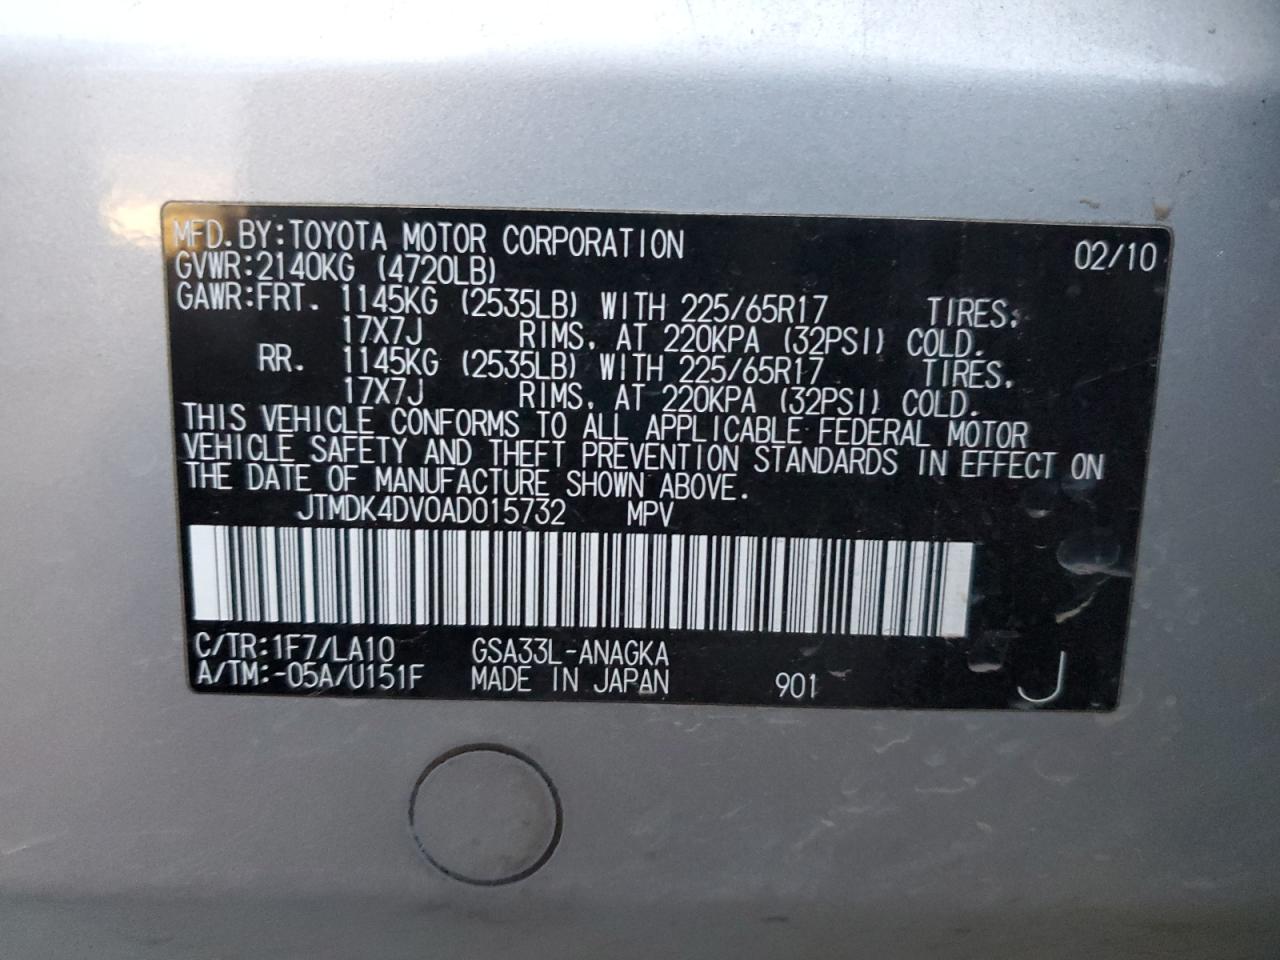 MFD.BY:TOYOTA MOTOR CORPORATION 02/10
GVWR:2140KG (4720LB)
GAWR:FRT. 1145KG (2535LB) WITH 225/65R17 TIRES,
17X7J RIMS, AT 220KPA (32PSI) COLD.
RR. 1145KG (2535LB) WITH 225/65R17 TIRES,
17X7J RIMS, AT 220KPA (32PSI) COLD.
THIS VEHICLE CONFORMS TO ALL APPLICABLE FEDERAL MOTOR
VEHICLE SAFETY AND THEFT PREVENTION STANDARDS IN EFFECT ON
THE DATE OF MANUFACTURE SHOWN ABOVE.
JTMDK4DV0AD015732 MPV
C/TR:1F7/LA10 GSA33L-ANAGKA
A/TM:-05A/U151F MADE IN JAPAN 901 J